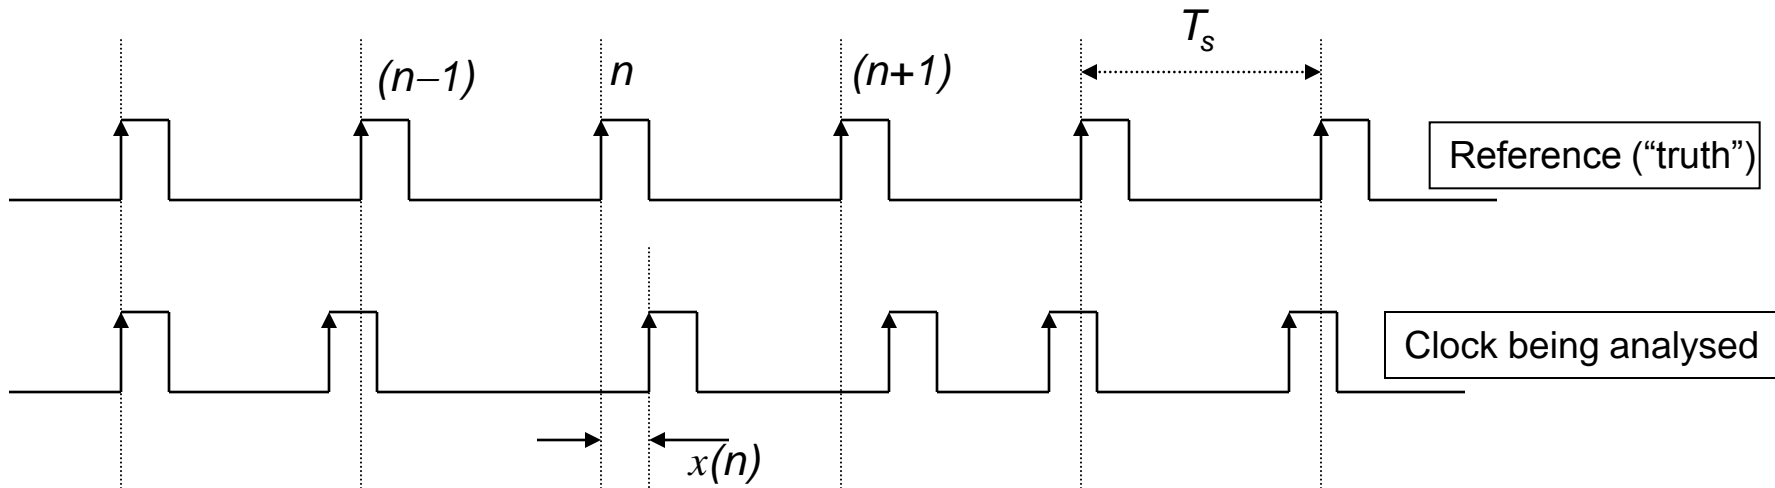 T_s
(n−1)
n
(n+1)
Reference (“truth”)
Clock being analysed
x(n)